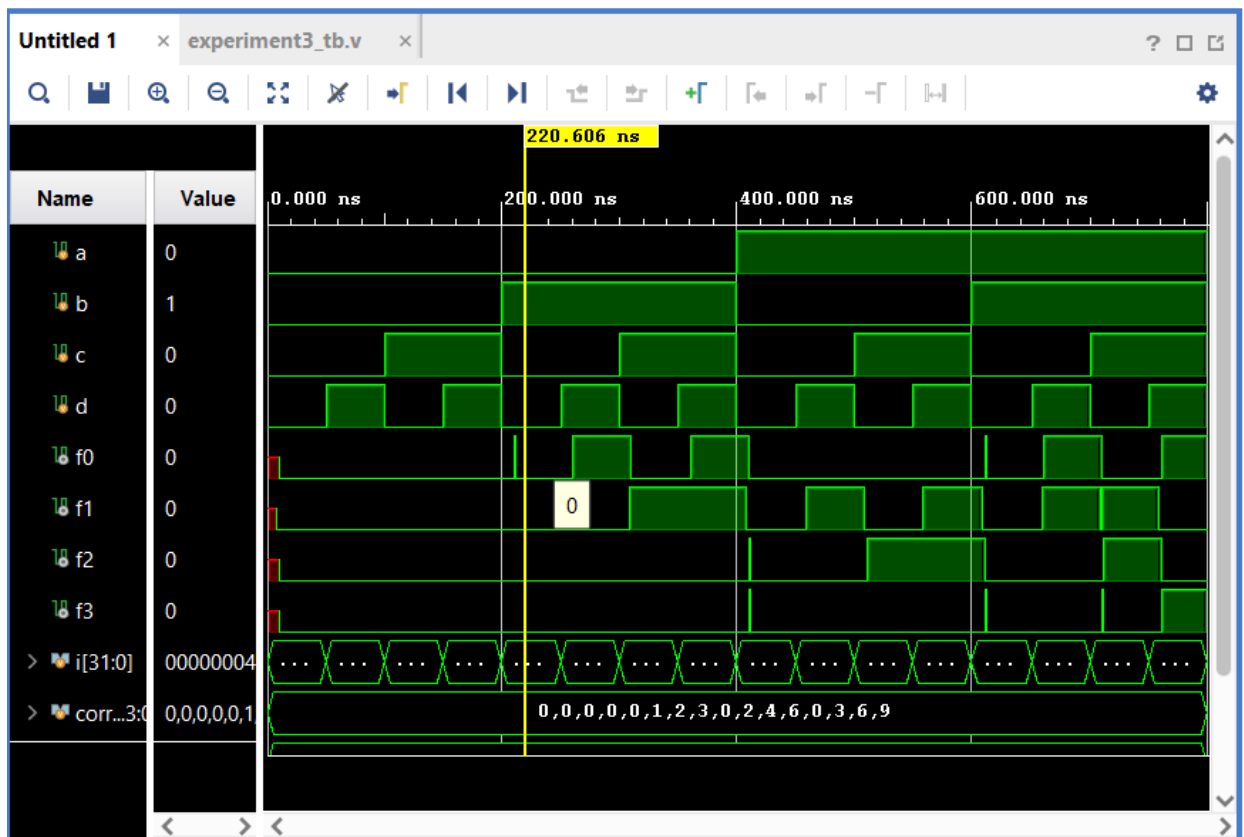 Untitled 1 × experiment3_tb.v × ?
220.606 ns
Name Value 0.000 ns 200.000 ns 400.000 ns 600.000 ns
a 0
b 1
c 0
d 0
f0 0
f1 0 0
f2 0
f3 0
> i[31:0] 00000004 ... ... ... ... ... ... ... ... ... ... ... ... ... ... ... ...
> corr...3:0 0,0,0,0,0,1, 0,0,0,0,0,1,2,3,0,2,4,6,0,3,6,9